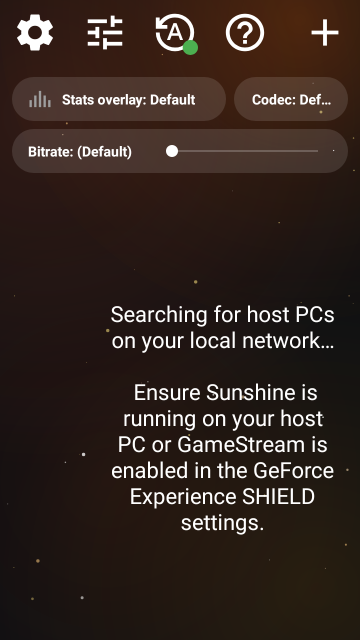 A
Stats overlay: Default
Codec: Def…
Bitrate: (Default)
Searching for host PCs
on your local network…
Ensure Sunshine is
running on your host
PC or GameStream is
enabled in the GeForce
Experience SHIELD
settings.